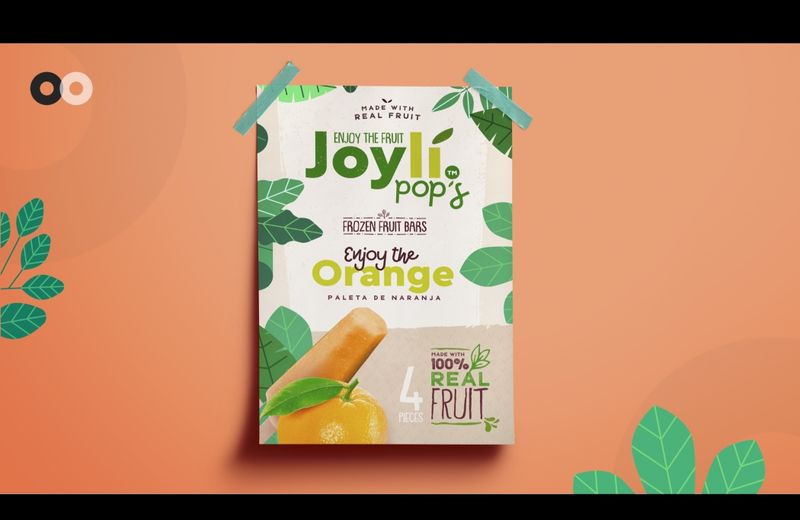 MADE WITH
REAL FRUIT
ENJOY THE FRUIT
Joylí TM
pop's
FROZEN FRUIT BARS
Enjoy the
Orange
PALETA DE NARANJA
4
PIECES
MADE WITH
100%
REAL
FRUIT